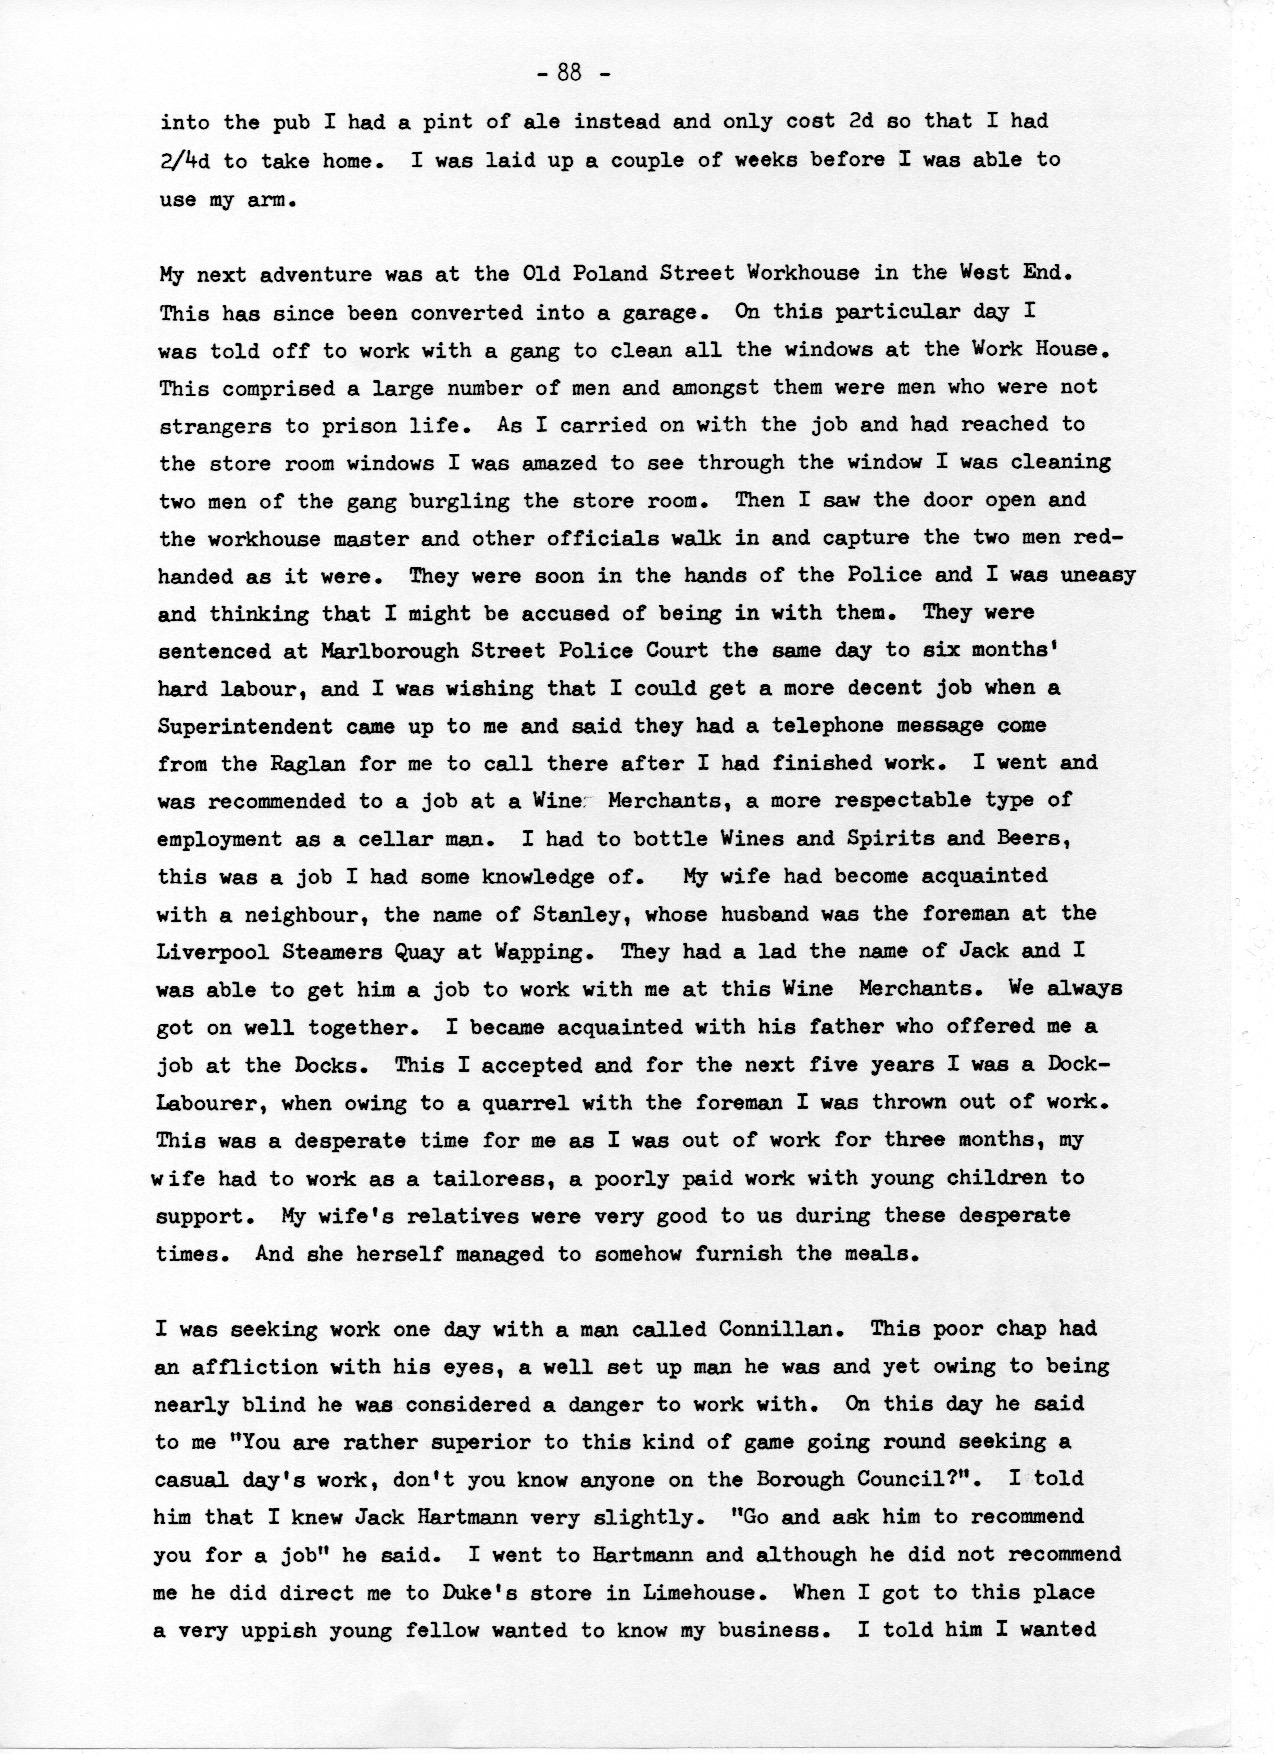 - 88 -
into the pub I had a pint of ale instead and only cost 2d so that I had
2/4d to take home. I was laid up a couple of weeks before I was able to
use my arm.
My next adventure was at the Old Poland Street Workhouse in the West End.
This has since been converted into a garage. On this particular day I
was told off to work with a gang to clean all the windows at the Work House.
This comprised a large number of men and amongst them were men who were not
strangers to prison life. As I carried on with the job and had reached to
the store room windows I was amazed to see through the window I was cleaning
two men of the gang burgling the store room. Then I saw the door open and
the workhouse master and other officials walk in and capture the two men red-
handed as it were. They were soon in the hands of the Police and I was uneasy
and thinking that I might be accused of being in with them. They were
sentenced at Marlborough Street Police Court the same day to six months'
hard labour, and I was wishing that I could get a more decent job when a
Superintendent came up to me and said they had a telephone message come
from the Raglan for me to call there after I had finished work. I went and
was recommended to a job at a Wine Merchants, a more respectable type of
employment as a cellar man. I had to bottle Wines and Spirits and Beers,
this was a job I had some knowledge of. My wife had become acquainted
with a neighbour, the name of Stanley, whose husband was the foreman at the
Liverpool Steamers Quay at Wapping. They had a lad the name of Jack and I
was able to get him a job to work with me at this Wine Merchants. We always
got on well together. I became acquainted with his father who offered me a
job at the Docks. This I accepted and for the next five years I was a Dock-
Labourer, when owing to a quarrel with the foreman I was thrown out of work.
This was a desperate time for me as I was out of work for three months, my
wife had to work as a tailoress, a poorly paid work with young children to
support. My wife's relatives were very good to us during these desperate
times. And she herself managed to somehow furnish the meals.
I was seeking work one day with a man called Connillan. This poor chap had
an affliction with his eyes, a well set up man he was and yet owing to being
nearly blind he was considered a danger to work with. On this day he said
to me "You are rather superior to this kind of game going round seeking a
casual day's work, don't you know anyone on the Borough Council?". I told
him that I knew Jack Hartmann very slightly. "Go and ask him to recommend
you for a job" he said. I went to Hartmann and although he did not recommend
me he did direct me to Duke's store in Limehouse. When I got to this place
a very uppish young fellow wanted to know my business. I told him I wanted